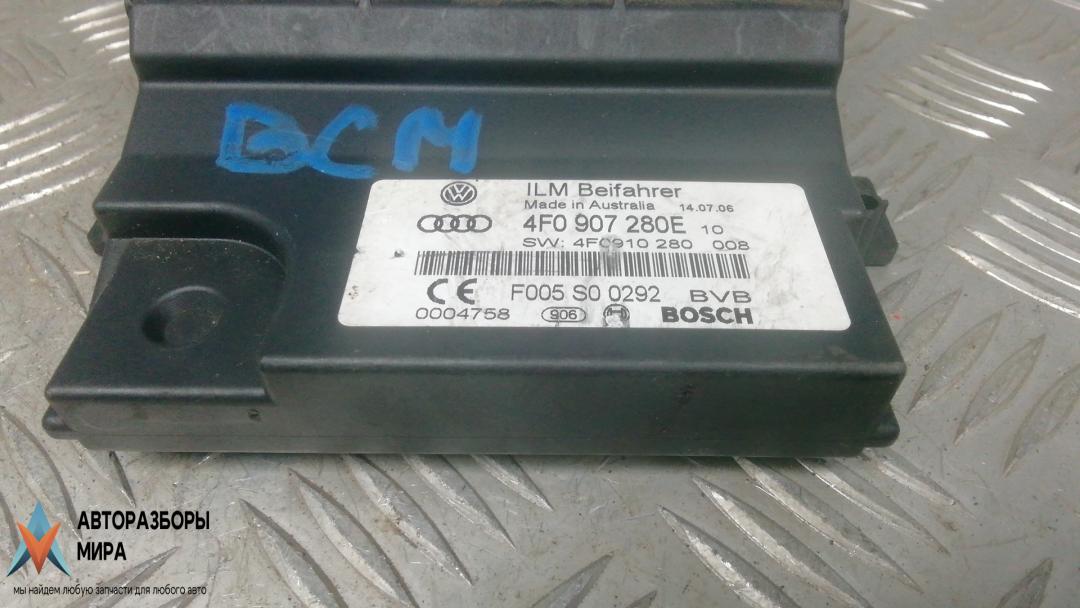 BCM
ILM Beifahrer
Made in Australia 14.07.06
4F0 907 280E 10
SW: 4F0910 280 008
CE F005 S0 0292 BVB
0004758 906 BOSCH
АВТОРАЗБОРЫ
МИРА
мы найдем любую запчасти для любого авто